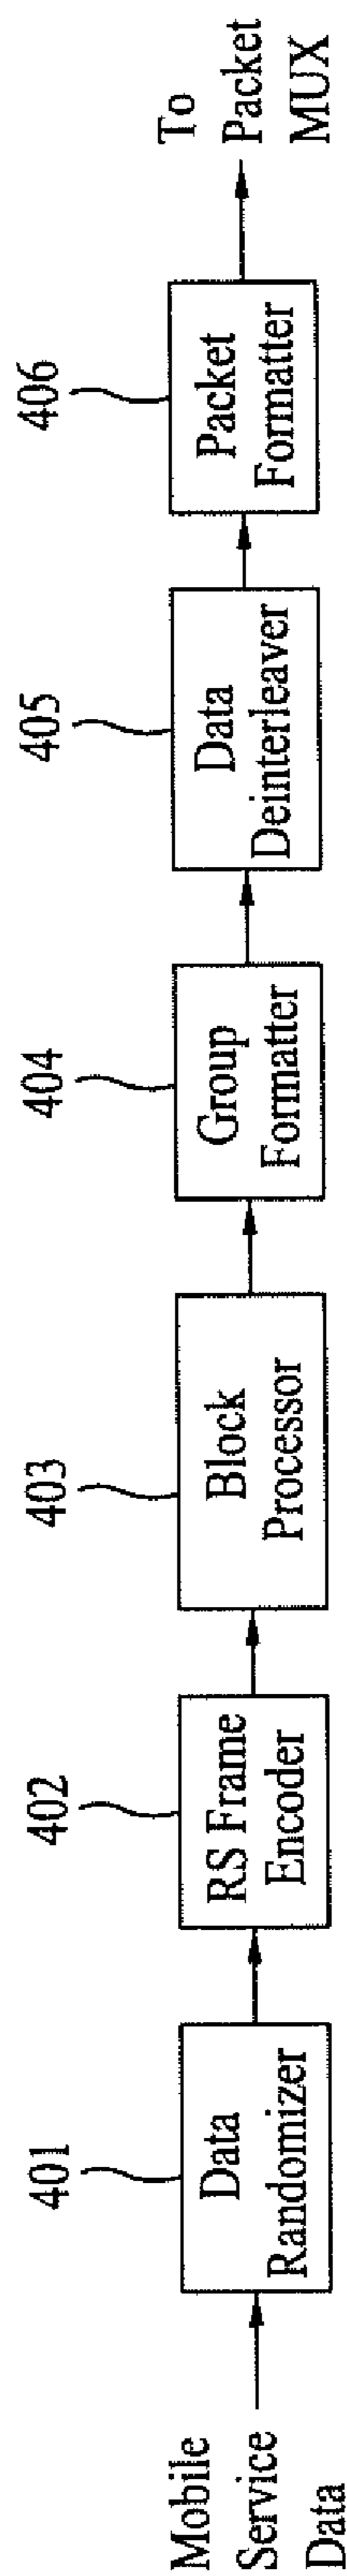 Mobile
Service
Data
401
Data
Randomizer
402
RS Frame
Encoder
403
Block
Processor
404
Group
Formatter
405
Data
Deinterleaver
406
Packet
Formatter
To
Packet
MUX